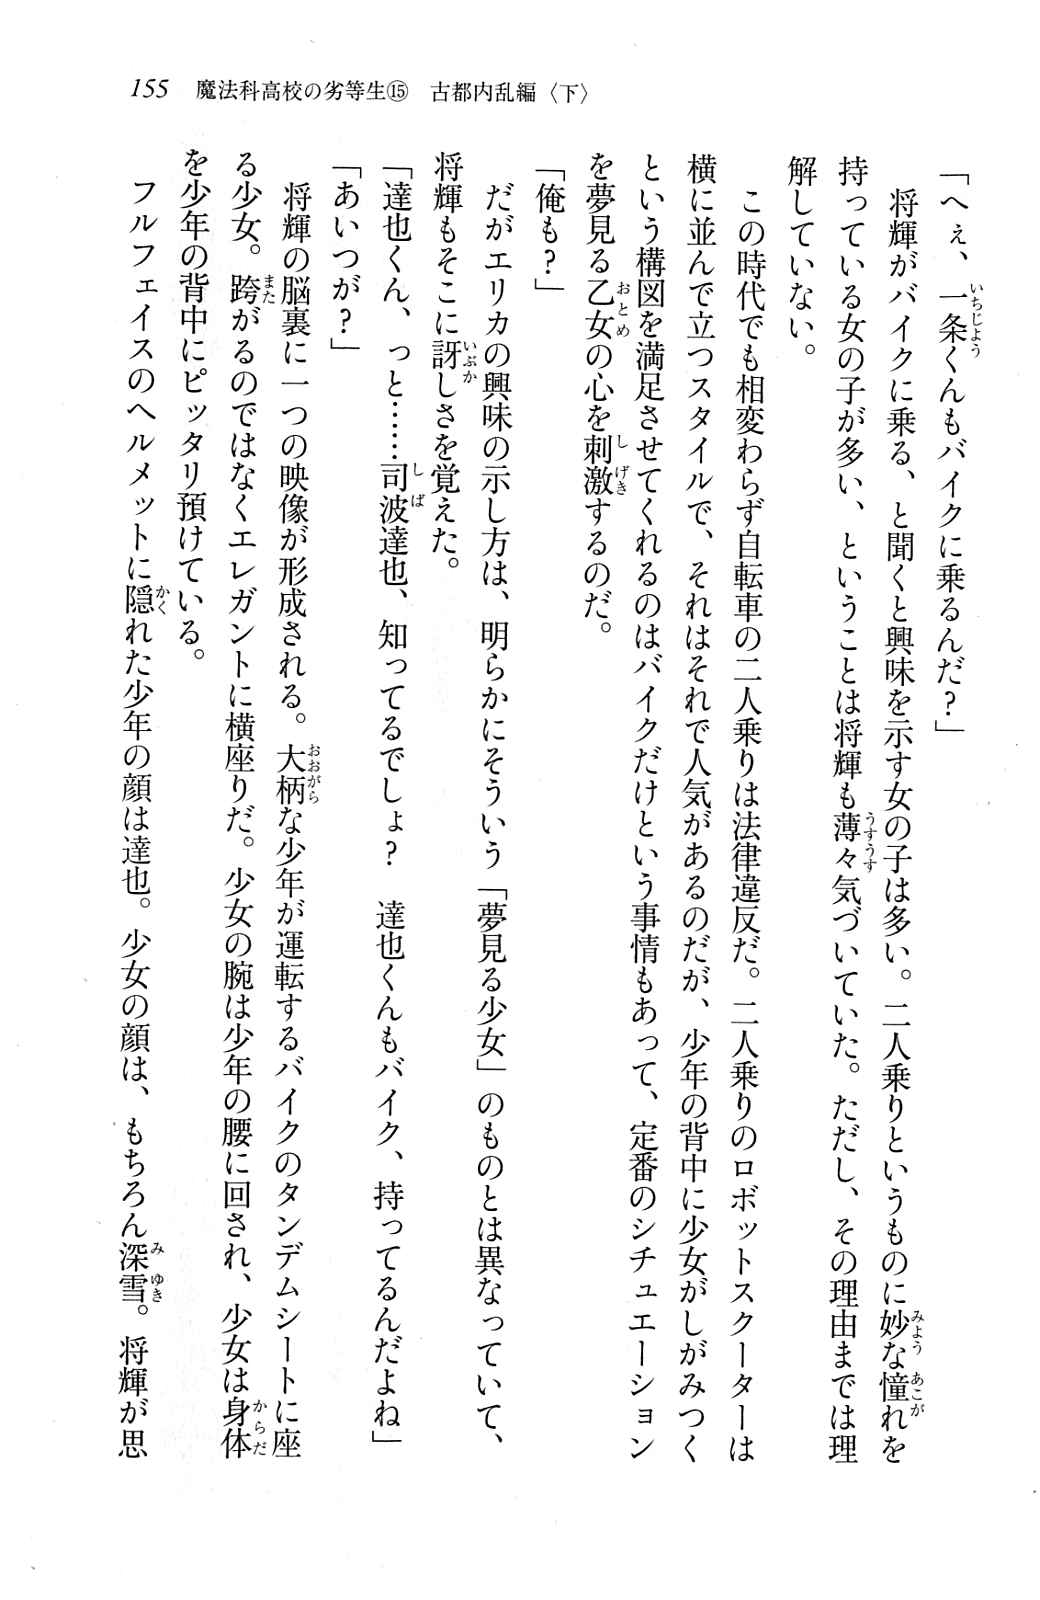 155　魔法科高校の劣等生⑮　古都内乱編〈下〉
「へぇ、一条くんもバイクに乗るんだ？」
　将輝がバイクに乗る、と聞くと興味を示す女の子は多い。二人乗りというものに妙な憧れを
持っている女の子が多い、ということは将輝も薄々気づいていた。ただし、その理由までは理
解していない。
　この時代でも相変わらず自転車の二人乗りは法律違反だ。二人乗りのロボットスクーターは
横に並んで立つスタイルで、それはそれで人気があるのだが、少年の背中に少女がしがみつく
という構図を満足させてくれるのはバイクだけという事情もあって、定番のシチュエーション
を夢見る乙女の心を刺激するのだ。
「俺も？」
　だがエリカの興味の示し方は、明らかにそういう「夢見る少女」のものとは異なっていて、
将輝もそこに訝しさを覚えた。
「達也くん、っと……司波達也、知ってるでしょ？　達也くんもバイク、持ってるんだよね」
「あいつが？」
　将輝の脳裏に一つの映像が形成される。大柄な少年が運転するバイクのタンデムシートに座
る少女。跨がるのではなくエレガントに横座りだ。少女の腕は少年の腰に回され、少女は身体
を少年の背中にピッタリ預けている。
　フルフェイスのヘルメットに隠れた少年の顔は達也。少女の顔は、もちろん深雪。将輝が思